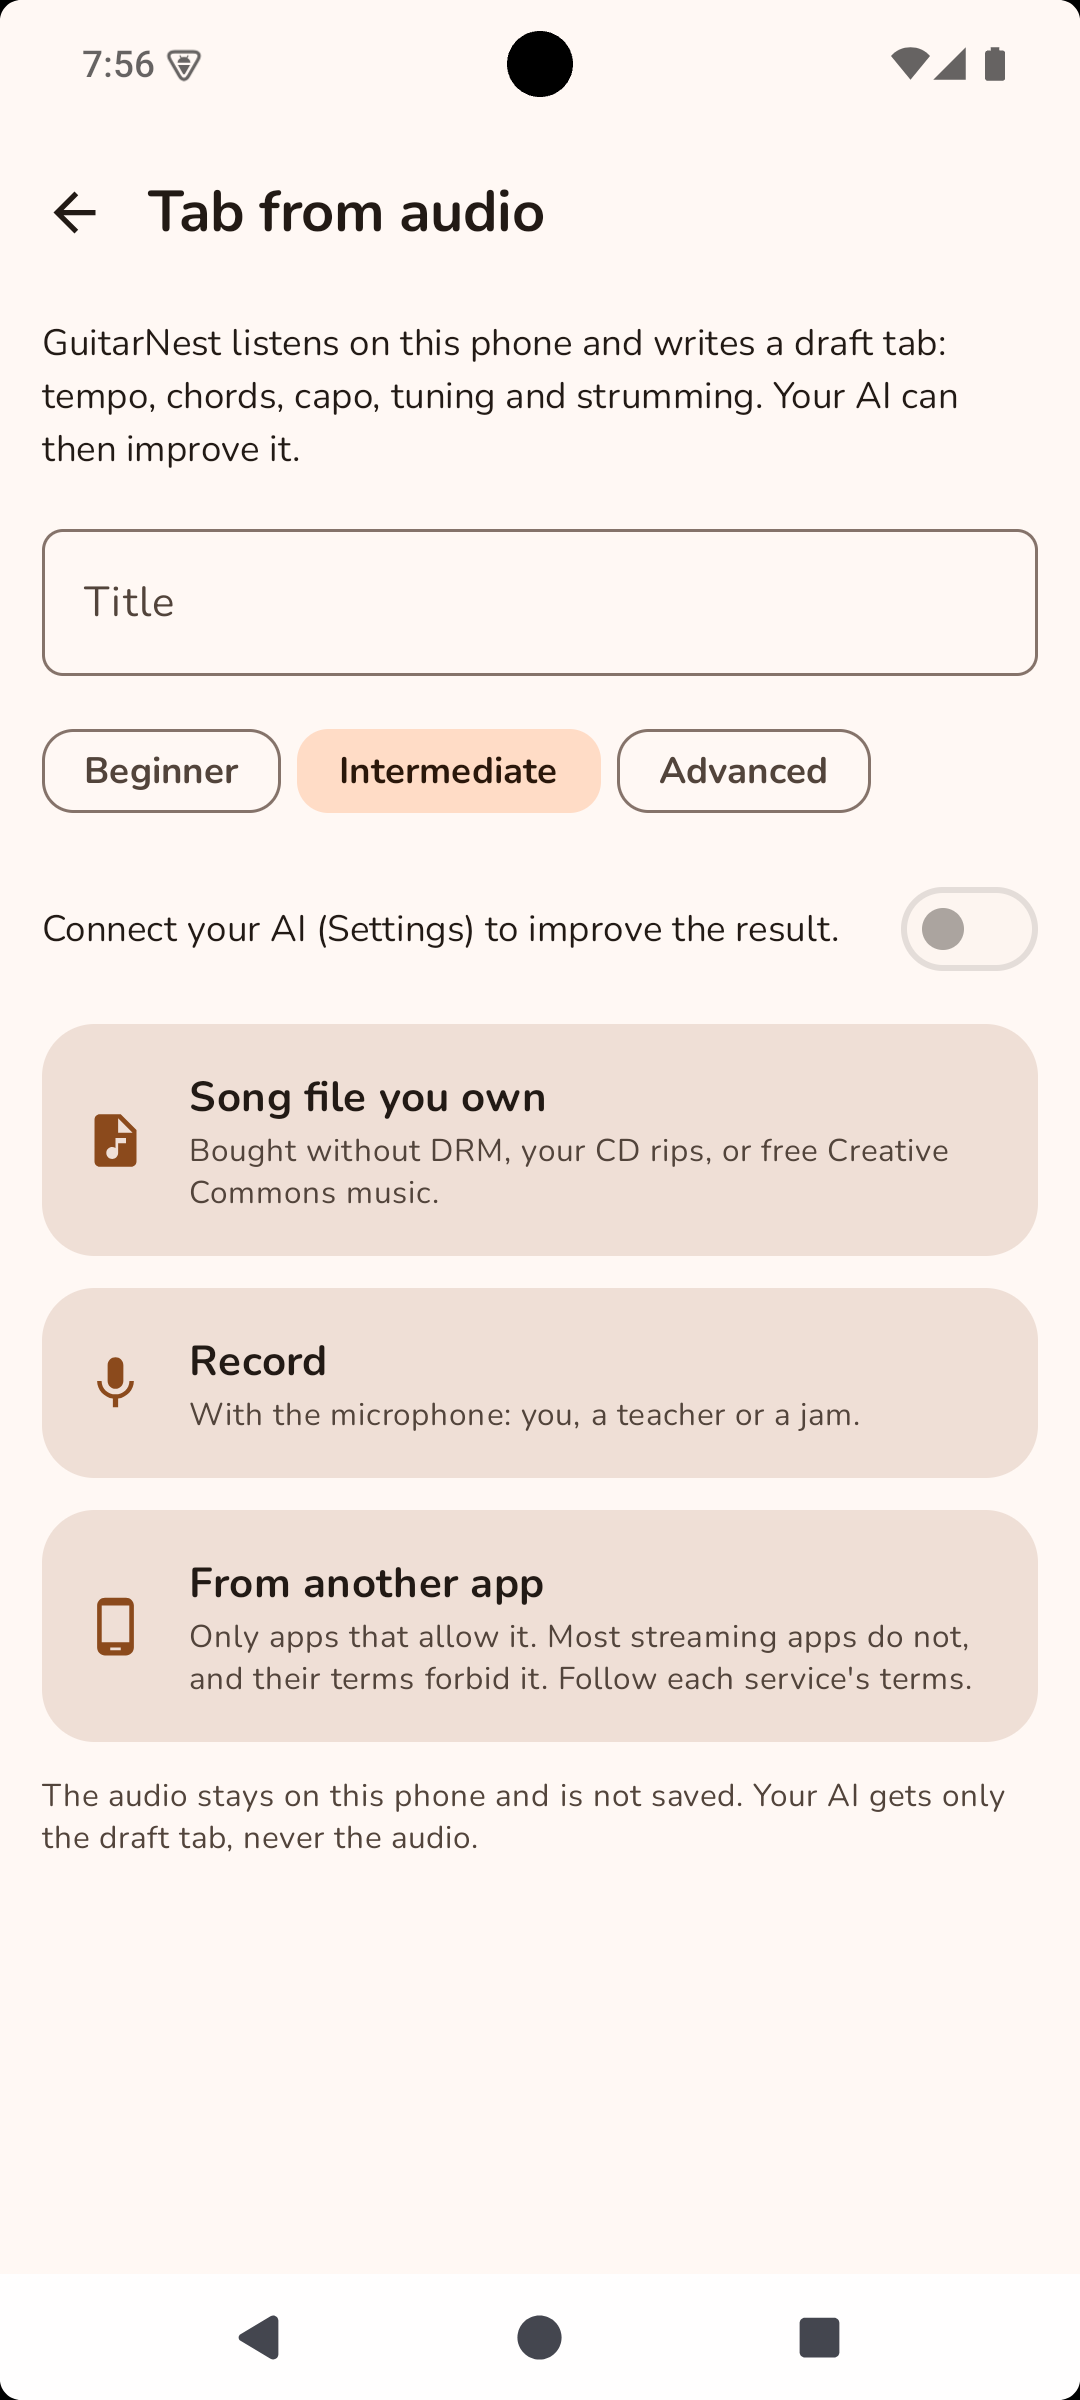 7:56
Tab from audio
GuitarNest listens on this phone and writes a draft tab:
tempo, chords, capo, tuning and strumming. Your AI can
then improve it.
Title
Beginner Intermediate Advanced
Connect your AI (Settings) to improve the result.
Song file you own
Bought without DRM, your CD rips, or free Creative
Commons music.
Record
With the microphone: you, a teacher or a jam.
From another app
Only apps that allow it. Most streaming apps do not,
and their terms forbid it. Follow each service's terms.
The audio stays on this phone and is not saved. Your AI gets only
the draft tab, never the audio.